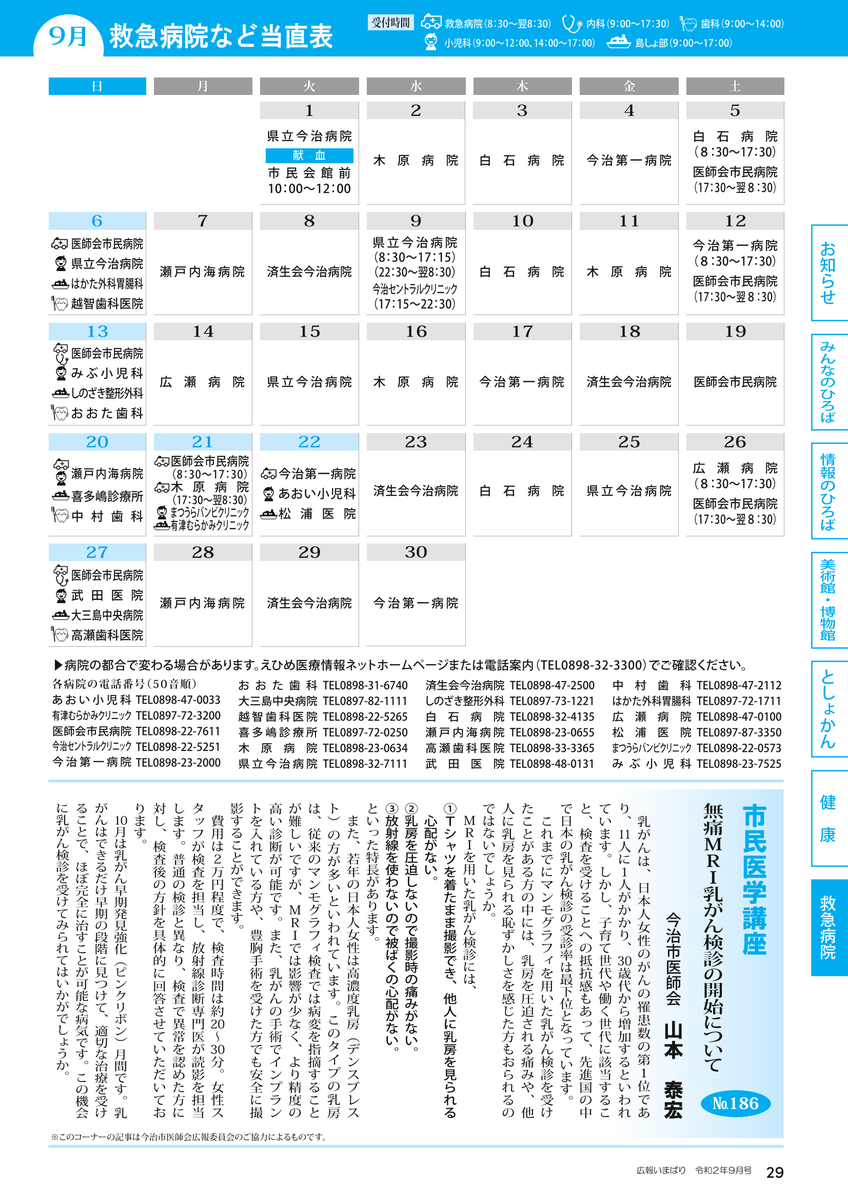 9月 救急病院など当直表
受付時間 救急病院(8:30〜翌8:30) 内科(9:00〜17:30) 歯科(9:00〜14:00)
小児科(9:00〜12:00、14:00〜17:00) 島しょ部(9:00〜17:00)
日 月 火 水 木 金 土
1
県立今治病院
献血
市民会館前
10:00〜12:00
2
木原病院
3
白石病院
4
今治第一病院
5
白石病院
(8:30〜17:30)
医師会市民病院
(17:30〜翌8:30)
6
医師会市民病院
県立今治病院
はかた外科胃腸科
越智歯科医院
7
瀬戸内海病院
8
済生会今治病院
9
県立今治病院
(8:30〜17:15)
(22:30〜翌8:30)
今治セントラルクリニック
(17:15〜22:30)
10
白石病院
11
木原病院
12
今治第一病院
(8:30〜17:30)
医師会市民病院
(17:30〜翌8:30)
13
医師会市民病院
みぶ小児科
しのざき整形外科
おおた歯科
14
広瀬病院
15
県立今治病院
16
木原病院
17
今治第一病院
18
済生会今治病院
19
医師会市民病院
20
瀬戸内海病院
喜多嶋診療所
中村歯科
21
医師会市民病院
(8:30〜17:30)
木原病院
(17:30〜翌8:30)
まつうらバンビクリニック
有津むらかみクリニック
22
今治第一病院
あおい小児科
松浦医院
23
済生会今治病院
24
白石病院
25
県立今治病院
26
広瀬病院
(8:30〜17:30)
医師会市民病院
(17:30〜翌8:30)
27
医師会市民病院
武田医院
大三島中央病院
高瀬歯科医院
28
瀬戸内海病院
29
済生会今治病院
30
今治第一病院
▶病院の都合で変わる場合があります。えひめ医療情報ネットホームページまたは電話案内(TEL0898-32-3300)でご確認ください。
各病院の電話番号(50音順)
あおい小児科 TEL0898-47-0033
有津むらかみクリニック TEL0897-72-3200
医師会市民病院 TEL0898-22-7611
今治セントラルクリニック TEL0898-22-5251
今治第一病院 TEL0898-23-2000
おおた歯科 TEL0898-31-6740
大三島中央病院 TEL0897-82-1111
越智歯科医院 TEL0898-22-5265
喜多嶋診療所 TEL0897-72-0250
木原病院 TEL0898-23-0634
県立今治病院 TEL0898-32-7111
済生会今治病院 TEL0898-47-2500
しのざき整形外科 TEL0897-73-1221
白石病院 TEL0898-32-4135
瀬戸内海病院 TEL0898-23-0655
高瀬歯科医院 TEL0898-33-3365
武田医院 TEL0898-48-0131
中村歯科 TEL0898-47-2112
はかた外科胃腸科 TEL0897-72-1711
広瀬病院 TEL0898-47-0100
松浦医院 TEL0897-87-3350
まつうらバンビクリニック TEL0898-22-0573
みぶ小児科 TEL0898-23-7525
市民医学講座
No.186
無痛MRI乳がん検診の開始について
今治市医師会 山本 泰宏
乳がんは、日本人女性のがんの罹患数の第1位であ
り、11人に1人がかかり、30歳代から増加するといわれ
ています。しかし、子育て世代や働く世代に該当するこ
と、検査を受けることへの抵抗感もあって、先進国の中
で日本の乳がん検診の受診率は最下位となっています。
これまでにマンモグラフィを用いた乳がん検診を受け
たことがある方の中には、乳房を圧迫される痛みや、他
人に乳房を見られる恥ずかしさを感じた方もおられるの
ではないでしょうか。
MRIを用いた乳がん検診には、
①Tシャツを着たまま撮影でき、他人に乳房を見られる
心配がない。
②乳房を圧迫しないので撮影時の痛みがない。
③放射線を使わないので被ばくの心配がない。
といった特長があります。
また、若年の日本人女性は高濃度乳房(デンスブレス
ト)の方が多いといわれています。このタイプの乳房
は、従来のマンモグラフィ検査では病変を指摘すること
が難しいですが、MRIでは影響が少なく、より精度の
高い診断が可能です。また、乳がんの手術でインプラン
トを入れている方や、豊胸手術を受けた方でも安全に撮
影することができます。
費用は2万円程度で、検査時間は約20〜30分。女性ス
タッフが検査を担当し、放射線診断専門医が読影を担当
します。普通の検診と異なり、検査で異常を認めた方に
対し、検査後の方針を具体的に回答させていただいてお
ります。
10月は乳がん早期発見強化(ピンクリボン)月間です。乳
がんはできるだけ早期の段階に見つけて、適切な治療を受け
ることで、ほぼ完全に治すことが可能な病気です。この機会
に乳がん検診を受けてみられてはいかがでしょうか。
※このコーナーの記事は今治市医師会広報委員会のご協力によるものです。
お知らせ
みんなのひろば
情報のひろば
美術館・博物館
としょかん
健康
救急病院
広報いまばり 令和2年9月号 29